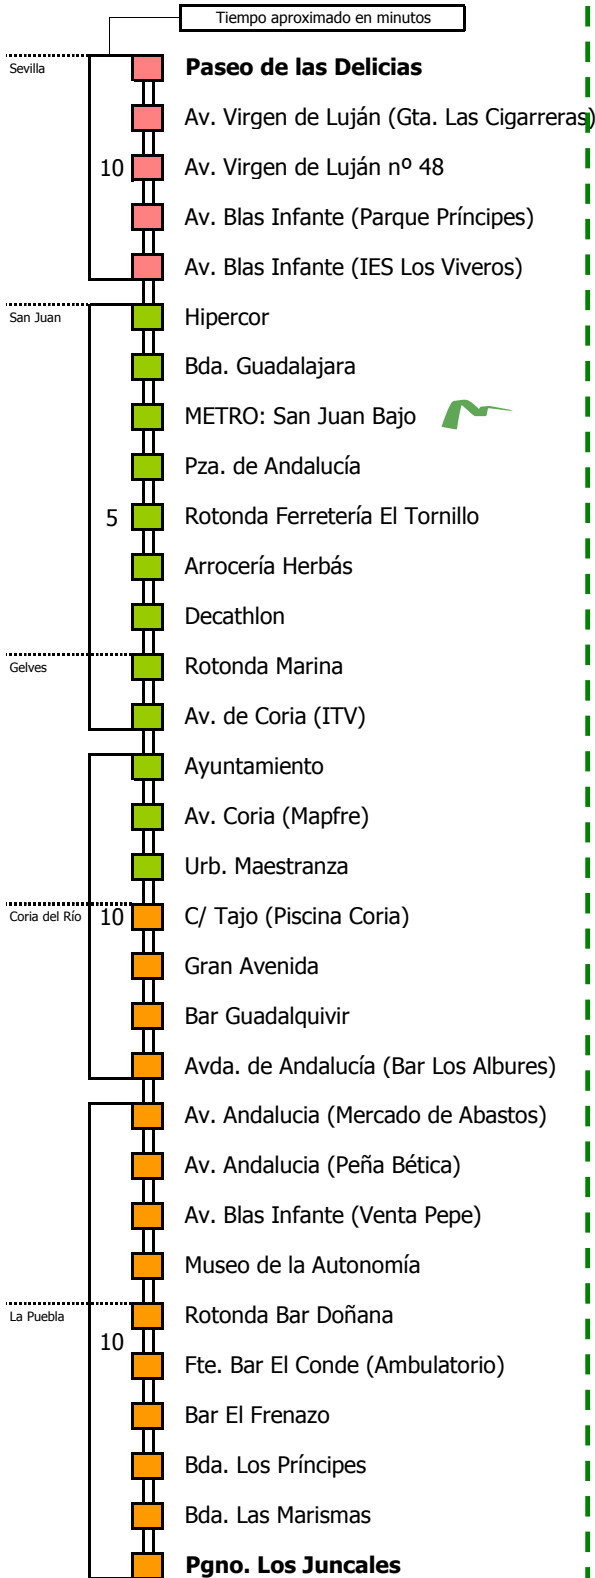 Tiempo aproximado en minutos
Sevilla
Paseo de las Delicias
Av. Virgen de Luján (Gta. Las Cigarreras)
10
Av. Virgen de Luján nº 48
Av. Blas Infante (Parque Príncipes)
Av. Blas Infante (IES Los Viveros)
San Juan
Hipercor
Bda. Guadalajara
METRO: San Juan Bajo
Pza. de Andalucía
5
Rotonda Ferretería El Tornillo
Arrocería Herbás
Decathlon
Gelves
Rotonda Marina
Av. de Coria (ITV)
Ayuntamiento
Av. Coria (Mapfre)
Urb. Maestranza
Coria del Río
10
C/ Tajo (Piscina Coria)
Gran Avenida
Bar Guadalquivir
Avda. de Andalucía (Bar Los Albures)
Av. Andalucia (Mercado de Abastos)
Av. Andalucia (Peña Bética)
Av. Blas Infante (Venta Pepe)
Museo de la Autonomía
La Puebla
Rotonda Bar Doñana
10
Fte. Bar El Conde (Ambulatorio)
Bar El Frenazo
Bda. Los Príncipes
Bda. Las Marismas
Pgno. Los Juncales